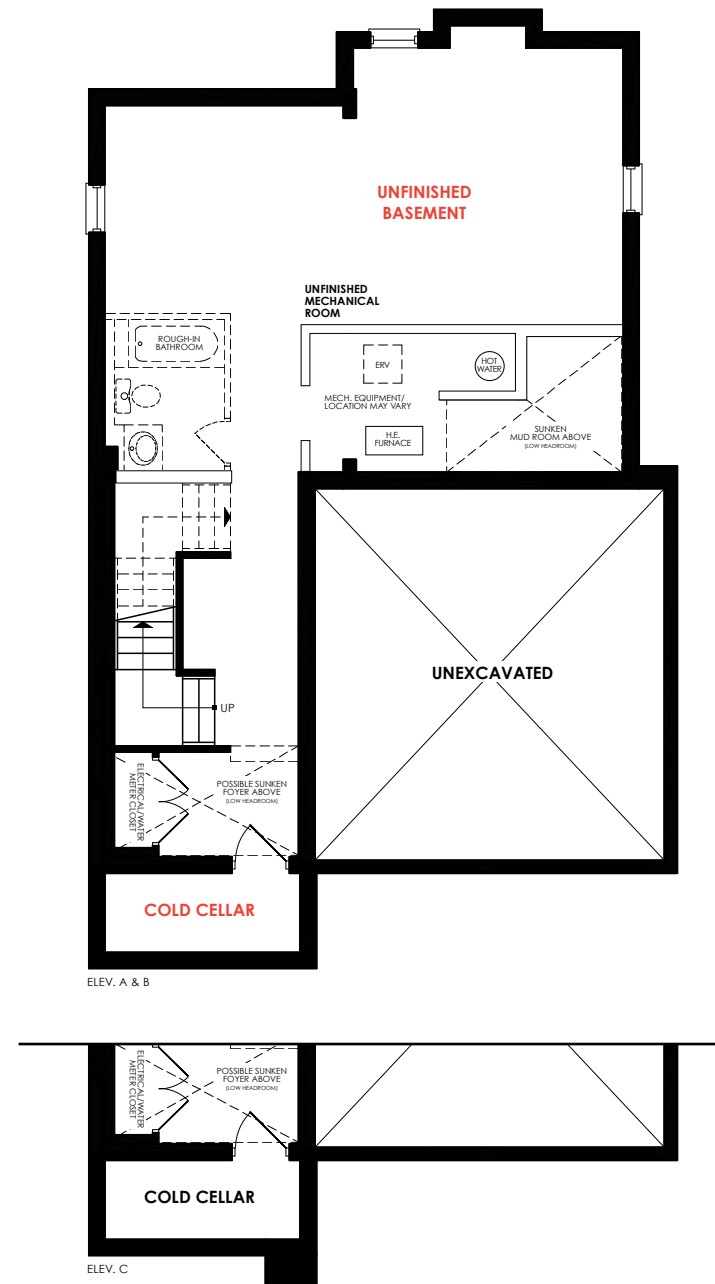 UNFINISHED
BASEMENT
UNFINISHED
MECHANICAL
ROOM
ROUGH-IN
BATHROOM
ERV
HOT
WATER
MECH. EQUIPMENT/
LOCATION MAY VARY
H.E.
FURNACE
SUNKEN
MUD ROOM ABOVE
(LOW HEADROOM)
UNEXCAVATED
UP
ELECTRICAL/WATER
METER CLOSET
POSSIBLE SUNKEN
FOYER ABOVE
(LOW HEADROOM)
COLD CELLAR
ELEV. A & B
ELECTRICAL/WATER
METER CLOSET
POSSIBLE SUNKEN
FOYER ABOVE
(LOW HEADROOM)
COLD CELLAR
ELEV. C